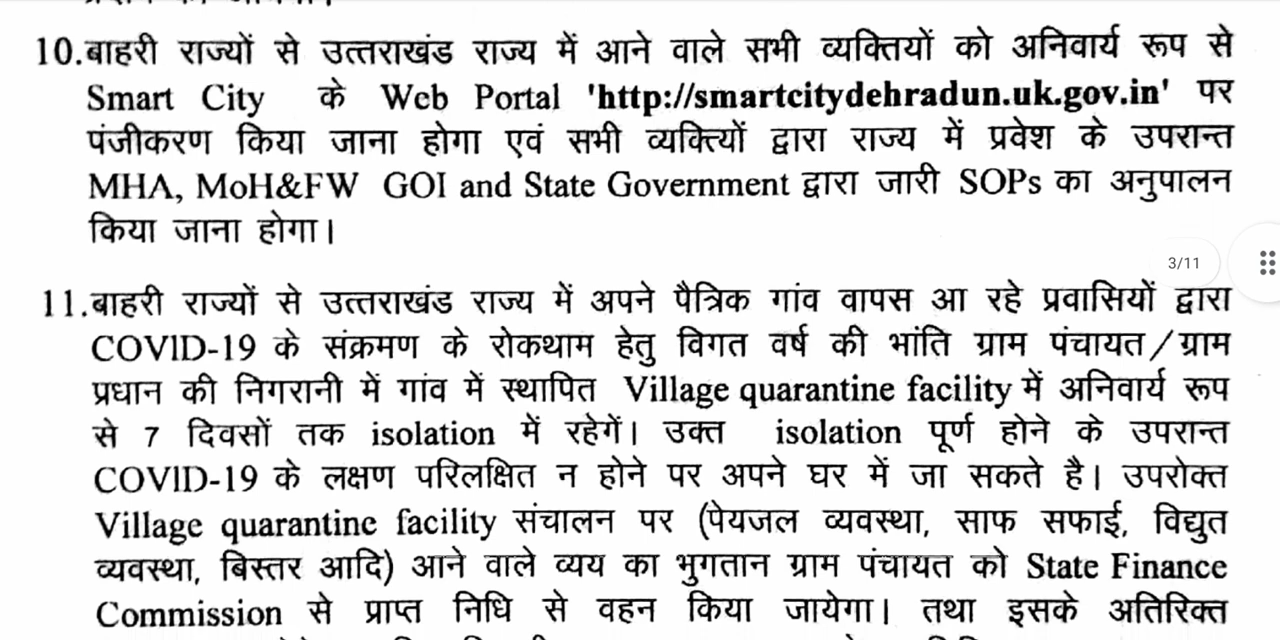 10.बाहरी राज्यों से उत्तराखंड राज्य में आने वाले सभी व्यक्तियों को अनिवार्य रूप से
Smart City के Web Portal 'http://smartcitydehradun.uk.gov.in' पर
पंजीकरण किया जाना होगा एवं सभी व्यक्तियों द्वारा राज्य में प्रवेश के उपरान्त
MHA, MoH&FW GOI and State Government द्वारा जारी SOPs का अनुपालन
किया जाना होगा।
3/11
11.बाहरी राज्यों से उत्तराखंड राज्य में अपने पैत्रिक गांव वापस आ रहे प्रवासियों द्वारा
COVID-19 के संक्रमण के रोकथाम हेतु विगत वर्ष की भांति ग्राम पंचायत/ग्राम
प्रधान की निगरानी में गांव में स्थापित Village quarantine facility में अनिवार्य रूप
से 7 दिवसों तक isolation में रहेगें। उक्त isolation पूर्ण होने के उपरान्त
COVID-19 के लक्षण परिलक्षित न होने पर अपने घर में जा सकते है। उपरोक्त
Village quarantine facility संचालन पर (पेयजल व्यवस्था, साफ सफाई, विद्युत
व्यवस्था, बिस्तर आदि) आने वाले व्यय का भुगतान ग्राम पंचायत को State Finance
Commission से प्राप्त निधि से वहन किया जायेगा। तथा इसके अतिरिक्त